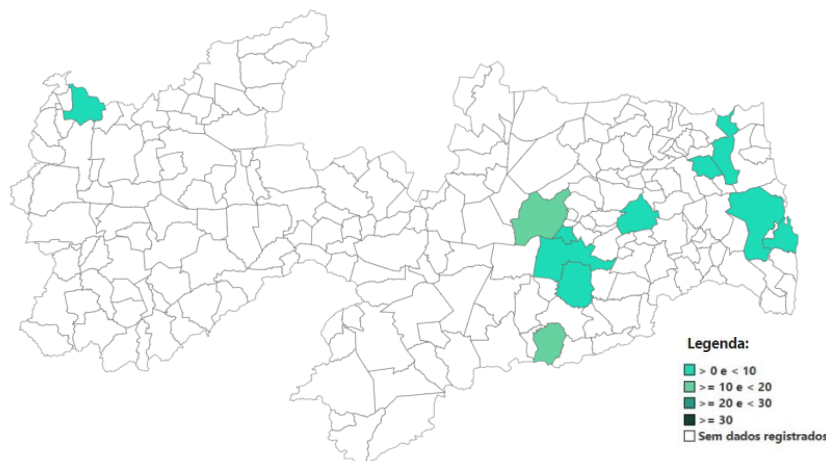 Legenda:
> 0 e < 10
>= 10 e < 20
>= 20 e < 30
>= 30
Sem dados registrados